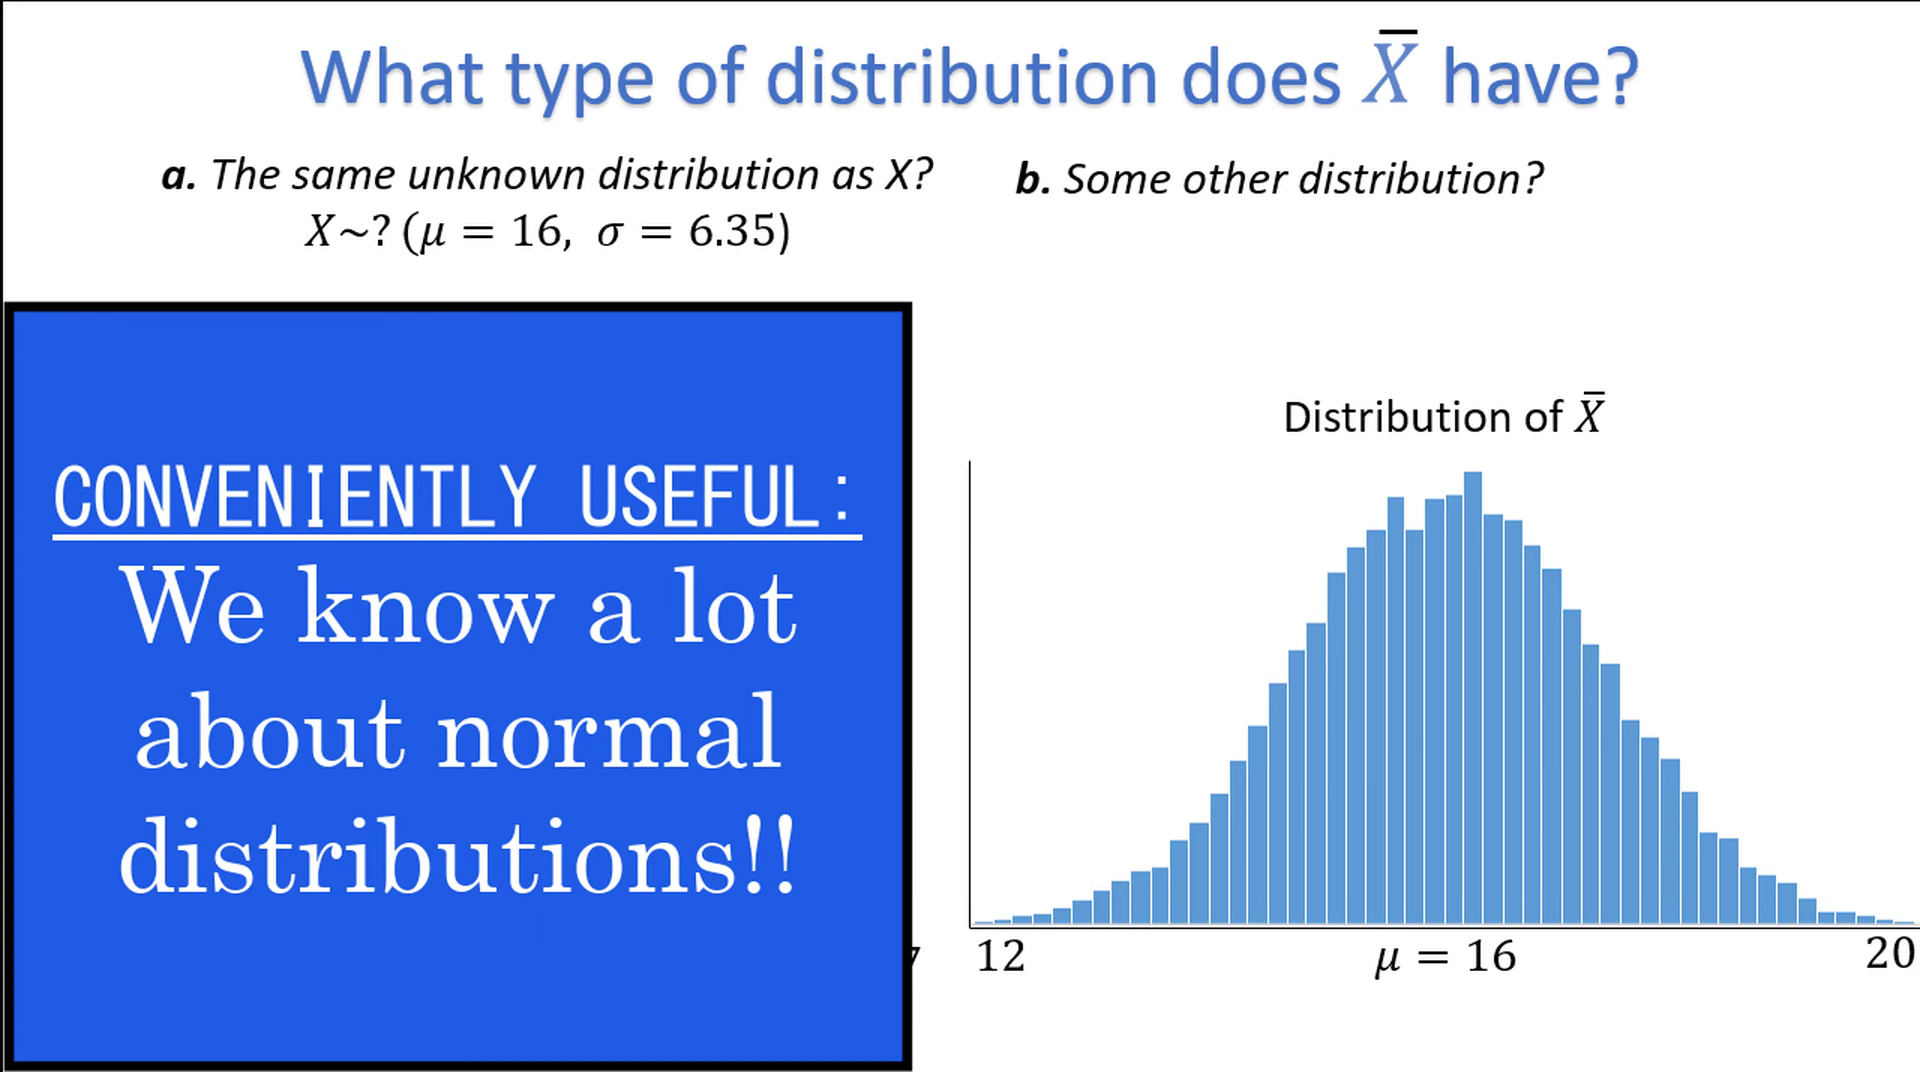 What type of distribution does X̅ have?
a. The same unknown distribution as X?
X~? (μ = 16, σ = 6.35)
b. Some other distribution?
CONVENIENTLY USEFUL:
We know a lot
about normal
distributions!!
Distribution of X̅
12
μ = 16
20